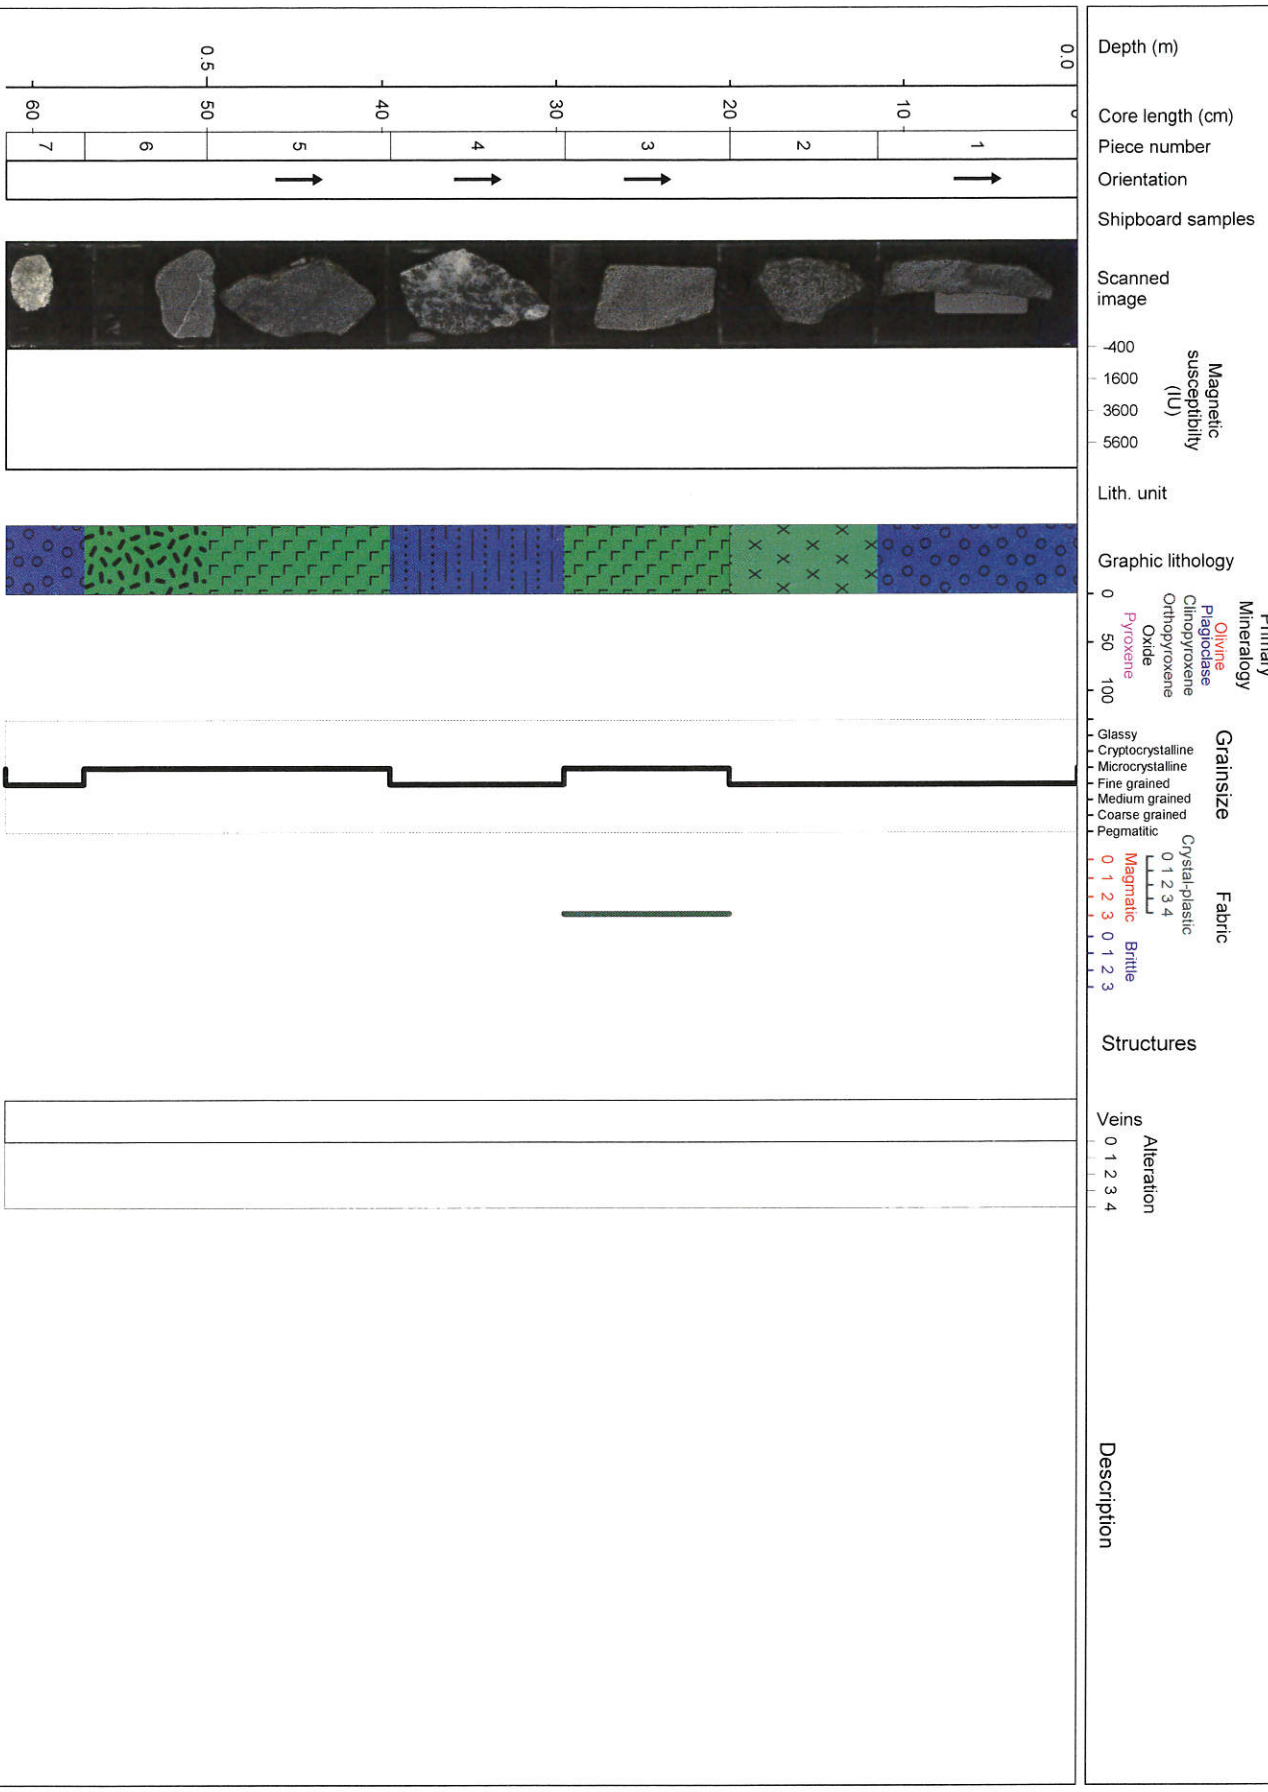 Depth (m)
0.0
0.5
Core length (cm)
0
10
20
30
40
50
60
Piece number
1
2
3
4
5
6
7
Orientation
Shipboard samples
Scanned
image
Magnetic
susceptibilty
(IU)
-400
1600
3600
5600
Lith. unit
Graphic lithology
Primary
Mineralogy
Olivine
Plagioclase
Clinopyroxene
Orthopyroxene
Oxide
Pyroxene
0
50
100
Grainsize
Glassy
Cryptocrystalline
Microcrystalline
Fine grained
Medium grained
Coarse grained
Pegmatitic
Fabric
Crystal-plastic
0 1 2 3 4
Magmatic
0 1 2 3
Brittle
0 1 2 3
Structures
Veins
Alteration
0 1 2 3 4
Description